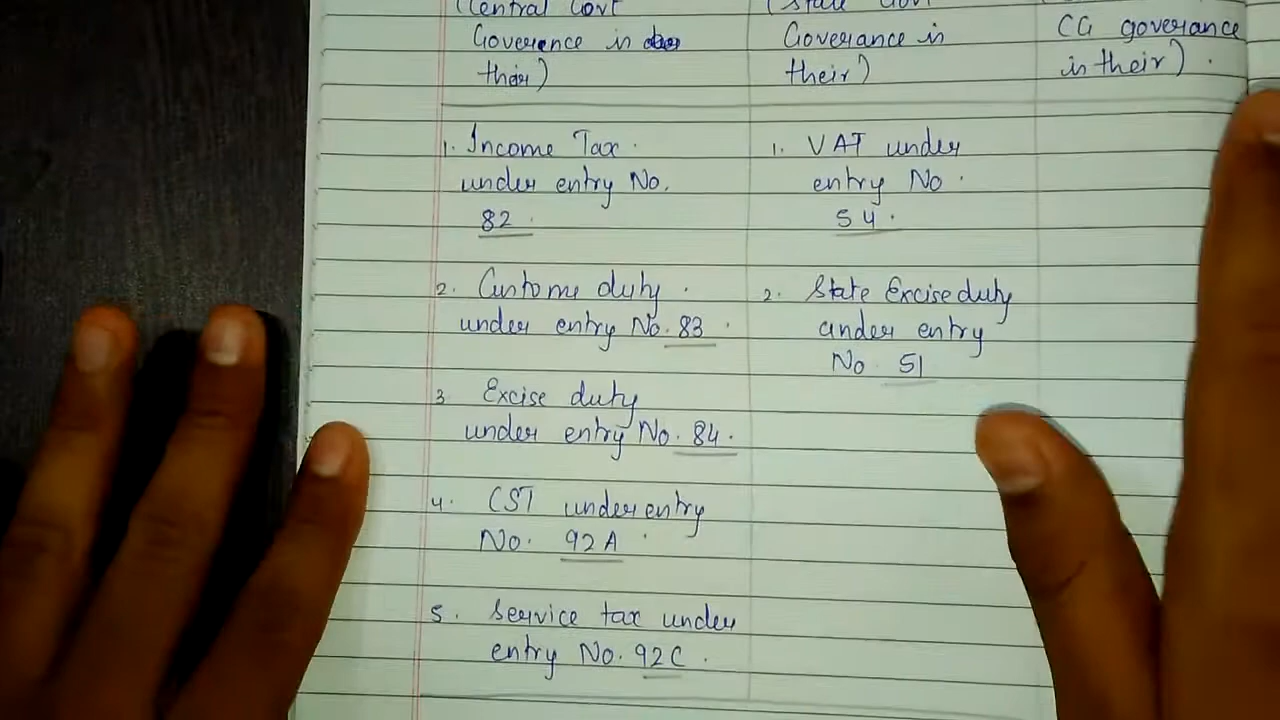 (Central Govt
Goverence in
their)
1. Income Tax.
under entry No.
82.
2. Custome duty.
under entry No. 83.
3 Excise duty
under entry No. 84.
4. CST under entry
No. 92A.
5. Service tax under
entry No. 92C.
(State Govt
Goverance in
their)
1. VAT under
entry No.
54.
2. State Excise duty
under entry
No 51
CG goverance
in their).